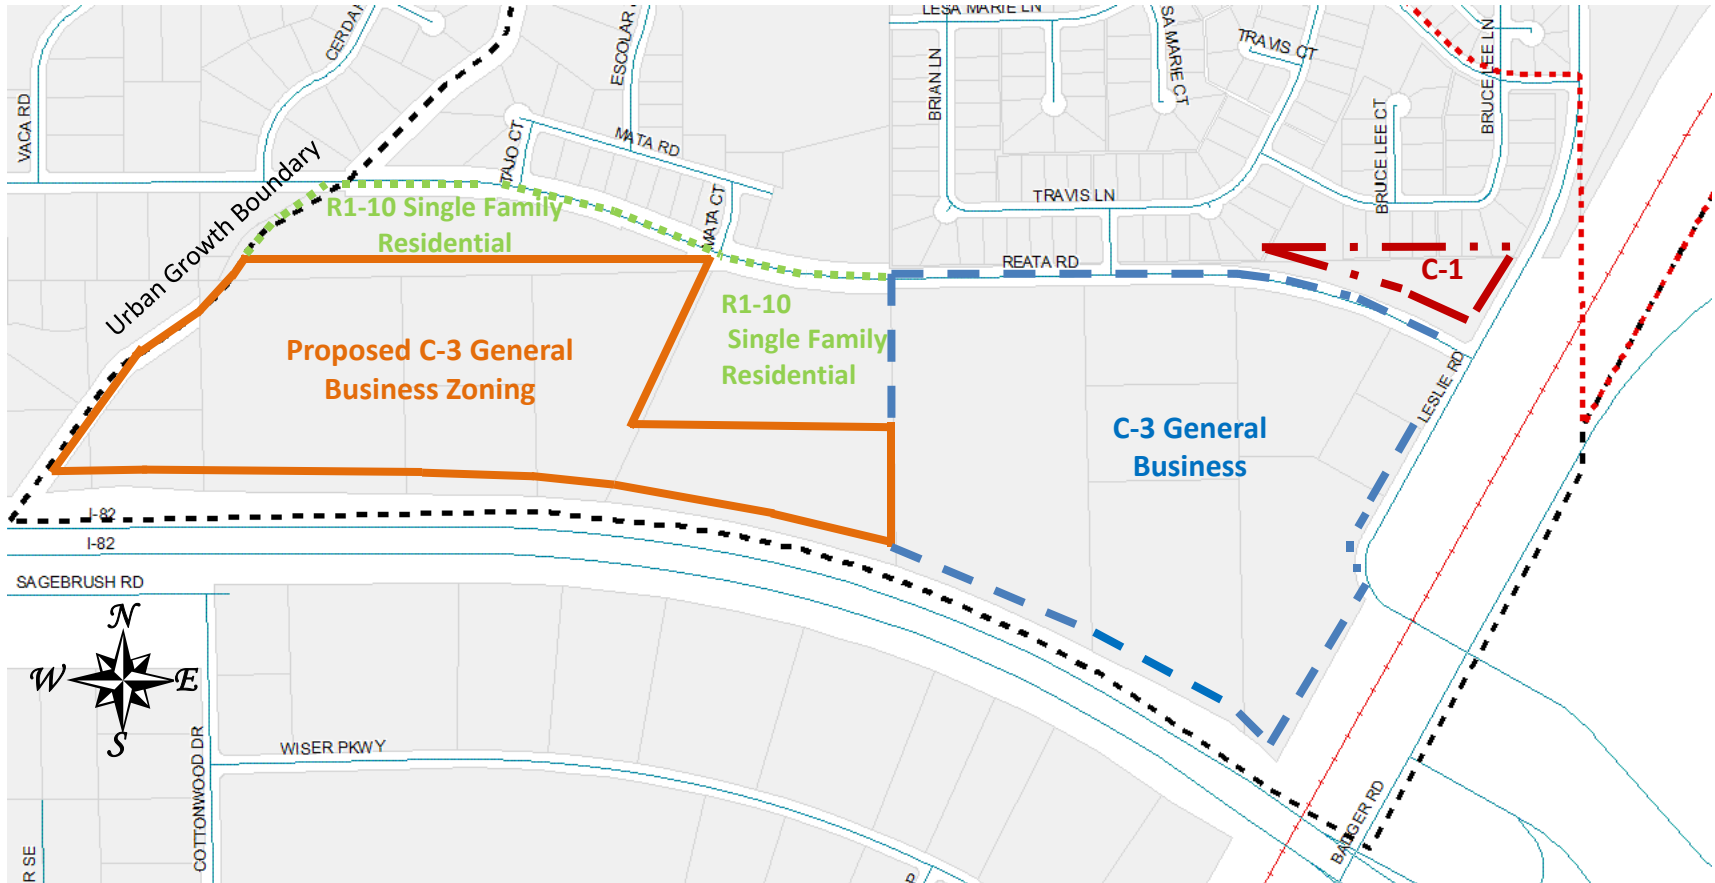 LESA MARIE LN
CERDA
ESCOLAR
SA MARIE CT
TRAVIS CT
BRUCE LEE LN
BRIAN LN
VACA RD
TAJO CT
MATA RD
BRUCE LEE CT
Urban Growth Boundary
TRAVIS LN
MATA CT
R1-10 Single Family
Residential
REATA RD
C-1
R1-10
Single Family
Residential
Proposed C-3 General
Business Zoning
LESLIE RD
C-3 General
Business
I-82
I-82
SAGEBRUSH RD
N
W
E
S
WISER PKWY
COTTONWOOD DR
BADGER RD
R SE